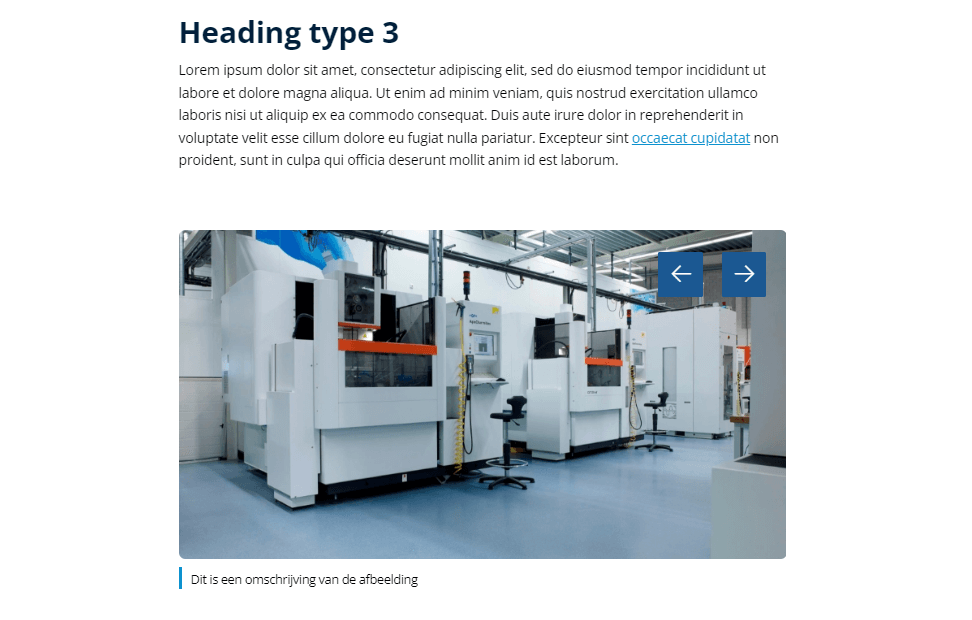 Heading type 3
Lorem ipsum dolor sit amet, consectetur adipiscing elit, sed do eiusmod tempor incididunt ut
labore et dolore magna aliqua. Ut enim ad minim veniam, quis nostrud exercitation ullamco
laboris nisi ut aliquip ex ea commodo consequat. Duis aute irure dolor in reprehenderit in
voluptate velit esse cillum dolore eu fugiat nulla pariatur. Excepteur sint occaecat cupidatat non
proident, sunt in culpa qui officia deserunt mollit anim id est laborum.
Dit is een omschrijving van de afbeelding